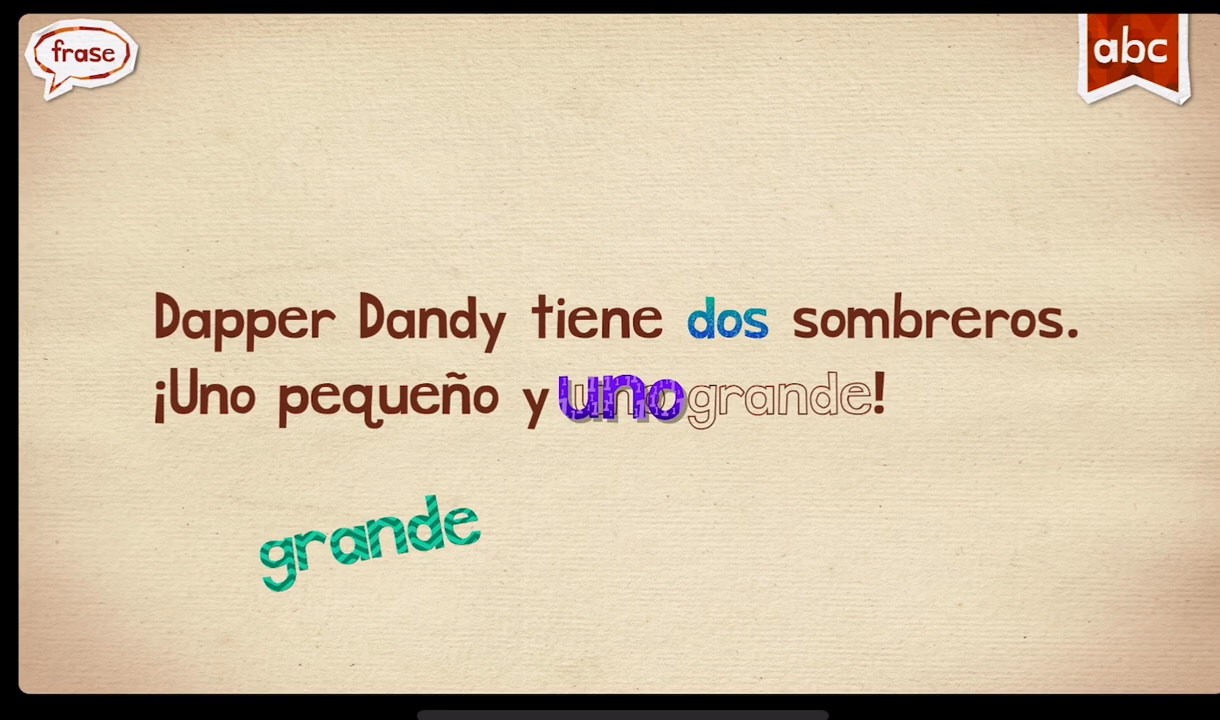 frase
abc
Dapper Dandy tiene dos sombreros.
¡Uno pequeño y uno grande!
grande